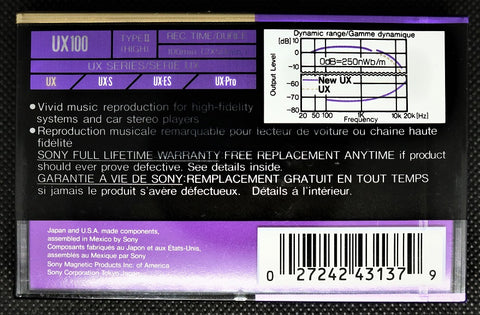 UX100
TYPE II
(HIGH)
REC TIME/DURÉE
100min
UX SERIES/SÉRIE UX
UX UX-S UX-ES UX-Pro
Dynamic range/Gamme dynamique
[dB]
+10
0
-10
0dB=250nWb/m
Output Level
-60
-70
-80
New UX
UX
20 50 100 1K 10K 20K [Hz]
Frequency
• Vivid music reproduction for high-fidelity
systems and car stereo players
• Reproduction musicale remarquable pour lecteur de voiture ou chaîne haute
fidélité
SONY FULL LIFETIME WARRANTY FREE REPLACEMENT ANYTIME if product
should ever prove defective. See details inside.
GARANTIE A VIE DE SONY: REMPLACEMENT GRATUIT EN TOUT TEMPS
si jamais le produit s'avère défectueux. Détails à l'intérieur.
Japan and U.S.A. made components,
assembled in Mexico by Sony
Composants fabriqués au Japon et aux États-Unis,
assemblés au Mexique par Sony
Sony Magnetic Products Inc. of America
Sony Corporation Tokyo Japan
0 27242 43137 9